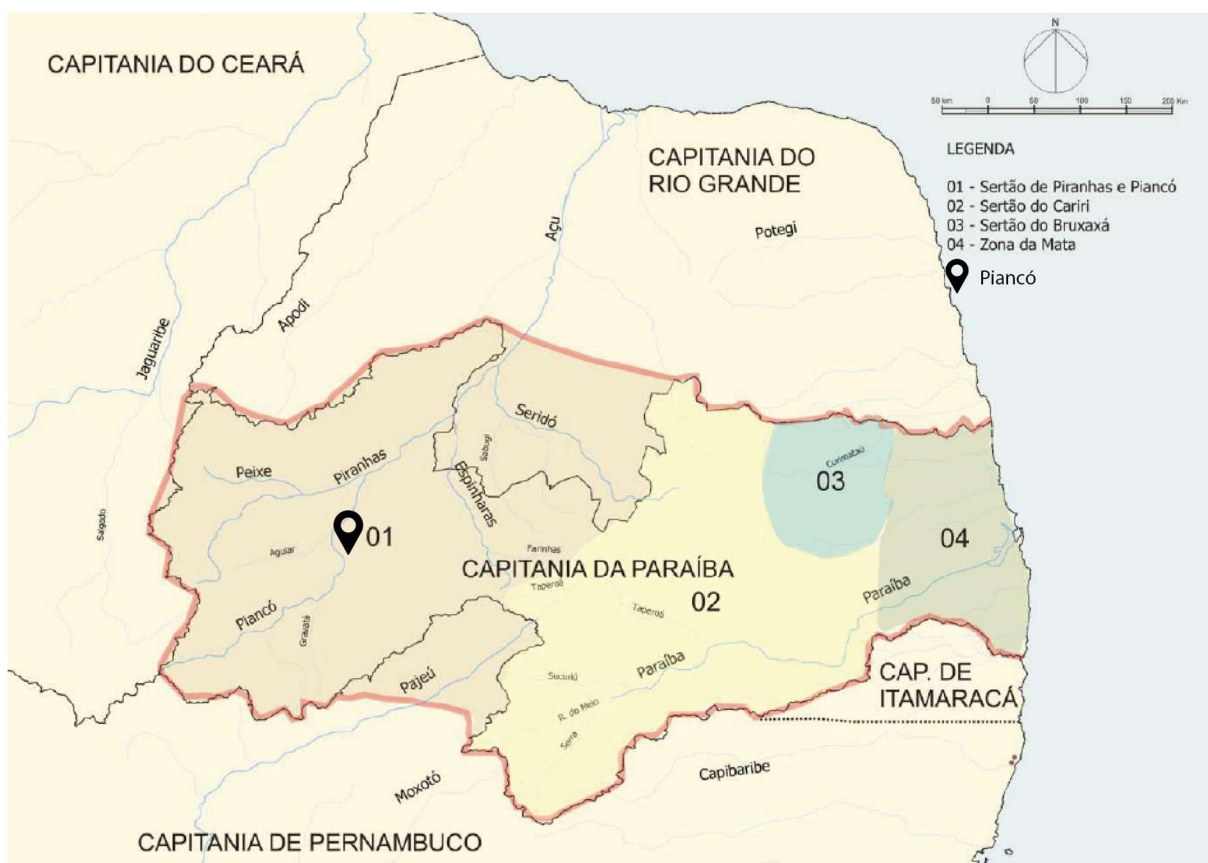 CAPITANIA DO CEARÁ
N
50 km 0 50 100 150 200 Km
CAPITANIA DO
RIO GRANDE
LEGENDA
01 - Sertão de Piranhas e Piancó
02 - Sertão do Cariri
03 - Sertão do Bruxaxá
04 - Zona da Mata
Piancó
Potegi
Açu
Apodi
Jaguaribe
Seridó
Sabugi
Peixe
Piranhas
Espinharas
Curimataú
03
Salgado
01
04
Aguiar
Farinhas
CAPITANIA DA PARAÍBA
Taperoá
02
Taperoá
Paraíba
Piancó
Gravatá
Paraíba
Pajeú
Sucurú
CAP. DE
ITAMARACÁ
R. do Meio
Serra
Capibaribe
Moxotó
CAPITANIA DE PERNAMBUCO